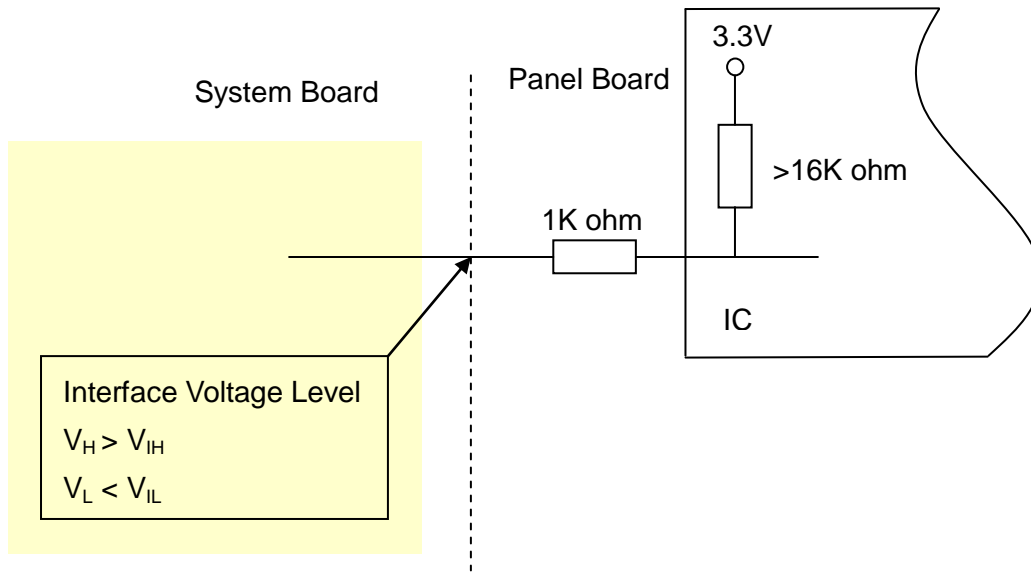 3.3V
System Board
Panel Board
>16K ohm
1K ohm
IC
Interface Voltage Level
VH > VIH
VL < VIL